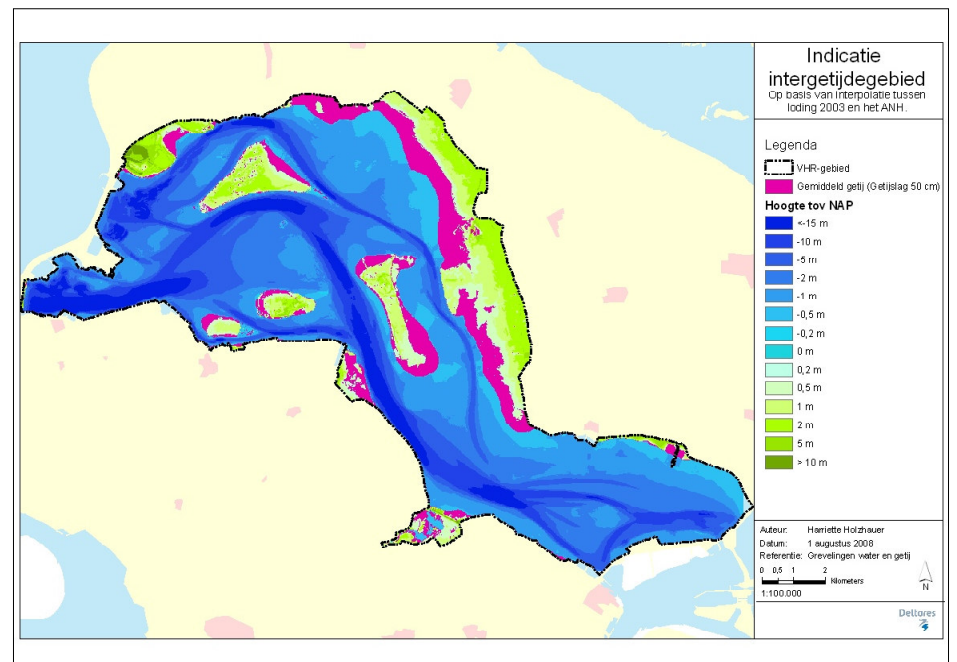 Indicatie
intergetijdegebied
Op basis van interpolatie tussen
loding 2003 en het ANH.
Legenda
VHR-gebied
Gemiddeld getij (Getijslag 50 cm)
Hoogte tov NAP
<-15 m
-10 m
-5 m
-2 m
-1 m
-0,5 m
-0,2 m
0 m
0,2 m
0,5 m
1 m
2 m
5 m
> 10 m
Auteur: Harriette Holzhauer
Datum: 1 augustus 2008
Referentie: Grevelingen water en getij
0 0,5 1 2
Kilometers
1:100.000
N
Deltares